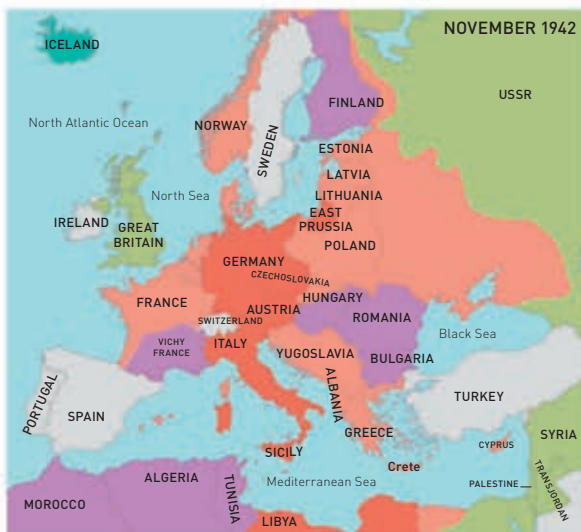 NOVEMBER 1942
ICELAND
USSR
FINLAND
North Atlantic Ocean
NORWAY
SWEDEN
ESTONIA
LATVIA
North Sea
LITHUANIA
EAST
PRUSSIA
IRELAND
GREAT
BRITAIN
POLAND
GERMANY
CZECHOSLOVAKIA
FRANCE
AUSTRIA
HUNGARY
SWITZERLAND
ROMANIA
VICHY
FRANCE
ITALY
YUGOSLAVIA
Black Sea
BULGARIA
PORTUGAL
SPAIN
ALBANIA
TURKEY
GREECE
SICILY
Crete
CYPRUS
SYRIA
ALGERIA
TUNISIA
Mediterranean Sea
PALESTINE
TRANSJORDAN
MOROCCO
LIBYA